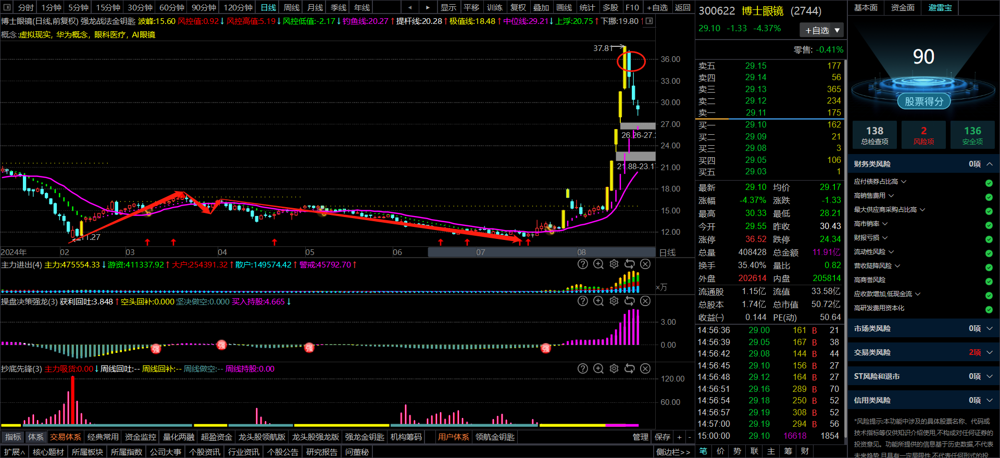 分时 1分钟 5分钟 15分钟 30分钟 60分钟 90分钟 120分钟 日线 周线 月线 季线 年线 显示 平移 训练 复权 叠加 画线 统计 多股 F10 +自选 返回
博士眼镜(日线,前复权) 强龙战法金钥匙 波峰:15.60 风控值:0.92↓ 风控高值:5.19↓ 风控低值:-2.17↓ 钓鱼线:20.27↑ 提杆线:20.28↑ 极值线:18.48↑ 中位线:29.21↓ 上浮:20.75↑ 下挪:19.80
概念:虚拟现实, 华为概念, 眼科医疗, AI眼镜
37.81
36.00
33.00
30.00
27.00
26.26-27.2
24.00
21.88-23.1
21.00
18.00
15.00
12.00
11.27
2024年 02 03 04 05 06 07 08 日线
主力进出(4) 主力:475554.33↓ 游资:411337.92↑ 大户:254391.32↑ 散户:149574.42↑ 警戒:45792.70↑
×万
操盘决策强龙(3) 获利回吐:3.848↑ 空头回补:0.000 坚决做空:0.000 买入持股:4.665↓
3.00
0.00
强 强 强 强
抄底先锋(3) 主力吸货:0.00↓ 周线回吐:-- 周线回补:-- 周线做空:-- 周线持股:0.00
120.00
60.00
指标 体系 交易体系 经典常用 资金监控 量化两融 超盈资金 龙头股领航版 龙头股强龙版 强龙金钥匙 机构筹码 用户体系 领航金钥匙 管理 保存 + -
扩展∧ 核心题材 所属板块 所属指数 公司大事 个股资讯 行业资讯 个股公告 研究报告 问董秘 侧边栏>>
300622 博士眼镜 (2744)
29.10 -1.33 -4.37% +自选 ▼
零售: -0.41%
卖五 29.15 177
卖四 29.14 56
卖三 29.13 365
卖二 29.12 234
卖一 29.11 175
买一 29.10 162
买二 29.09 21
买三 29.08 3
买四 29.05 106
买五 29.03 1
最新 29.10 均价 29.17
涨幅 -4.37% 涨跌 -1.33
最高 30.33 最低 28.21
今开 29.55 昨收 30.43
涨停 36.52 跌停 24.34
总量 408428 总金额 11.91亿
换手 35.40% 量比 0.82
外盘 202614 内盘 205814
流通股 1.15亿 流值 33.58亿
总股本 1.74亿 总市值 50.72亿
收益(一) 0.144 PE(动) 50.64
14:56:36 29.00 161 B 21
14:56:39 29.05 167 B 38
14:56:42 29.08 144 B 44
14:56:45 29.10 156 B 27
14:56:48 29.12 164 B 27
14:56:51 29.16 289 B 70
14:56:54 29.18 250 B 52
14:56:57 29.19 308 B 52
14:57:00 29.19 294 B 56
15:00:00 29.10 16618 1854
笔 价 势 联 主 筹 财
基本面 资金面 避雷宝
90
股票得分
138 2 136
总检查项 风险项 安全项
财务类风险 0项
应付债券占比高
高销售费用
最大供应商采购占比高
高市销率
财报亏损
流动性风险
营收陡降风险
高商誉风险
应收款增加,低现金流
高研发费用资本化
市场类风险 0项
交易类风险 2项
ST风险和退市 0项
信用类风险 0项
*风险提示:本功能中涉及的具体股票名称、代码或
技术指标等仅供知识介绍使用,不构成对任何证券的
投资意见。功能所提供的信息基于历史数据,不代表
未来趋势,且具有一定局限性,不代表任何形式的投